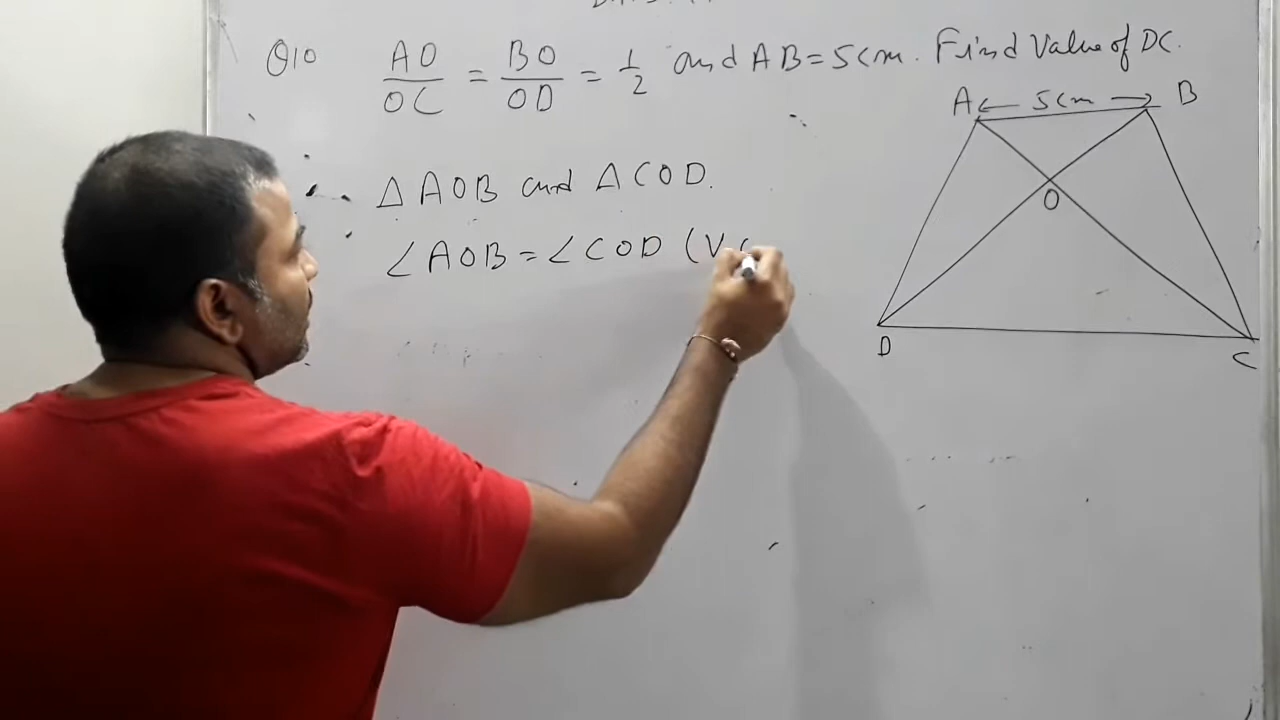 Q10 AO/OC = BO/OD = 1/2 and AB = 5cm. Find Value of DC.
A ← 5cm → B
△AOB and △COD.
O
∠AOB = ∠COD (V.
D C